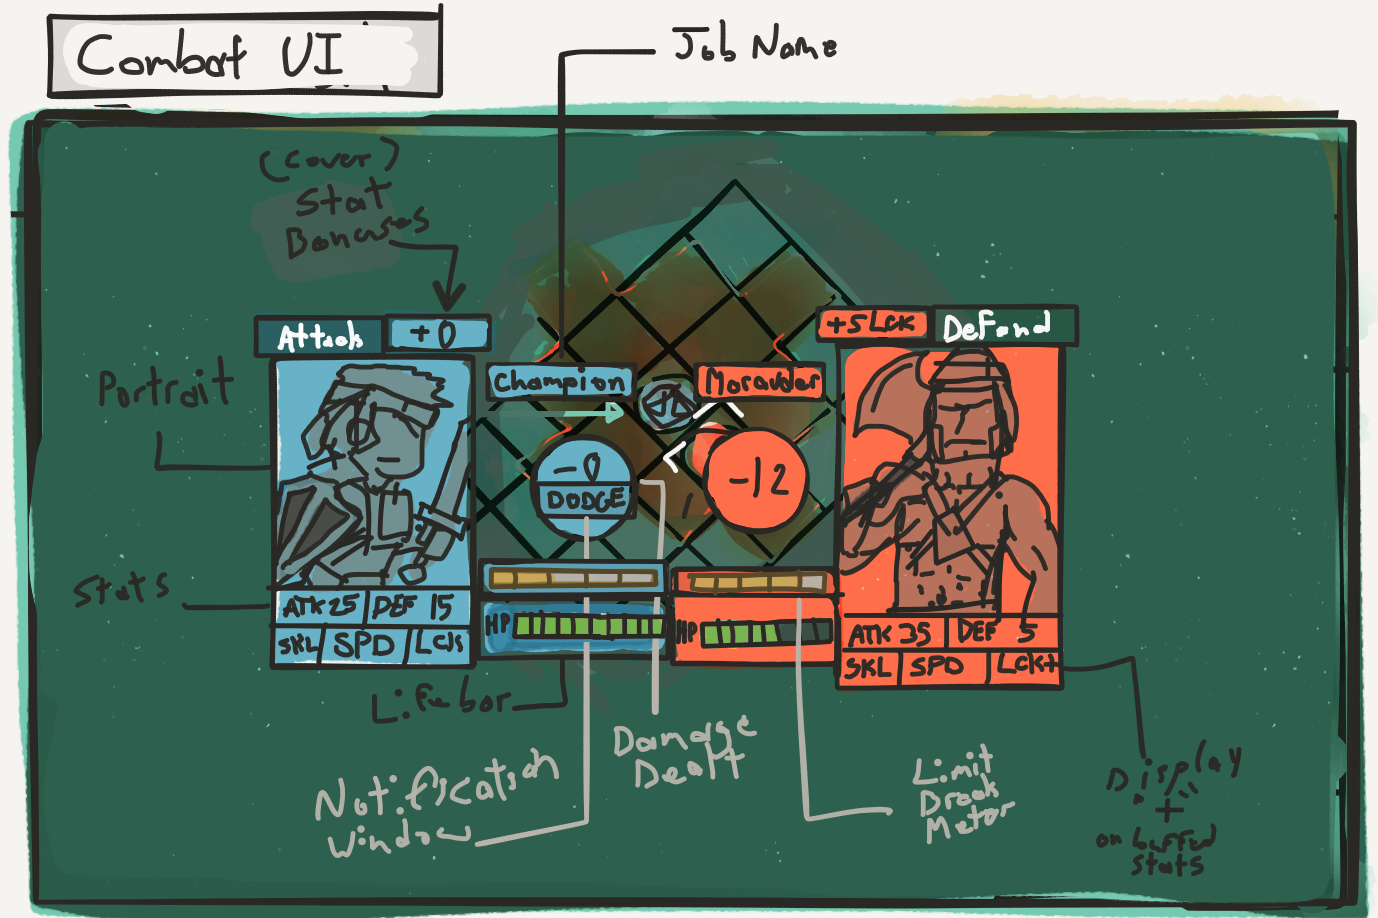 Combat UI
Job Name
(Cover)
Stat
Bonuses
Attack
+0
+5 LCK
Defend
Portrait
Champion
Marauder
-0
DODGE
-12
Stats
ATK 25
DEF 15
SKL
SPD
LCK
HP
HP
ATK 35
DEF 5
SKL
SPD
LCK+
Lifebar
Damage
Dealt
Notification
Window
Limit
Break
Meter
Display
"+"
on buffed
stats